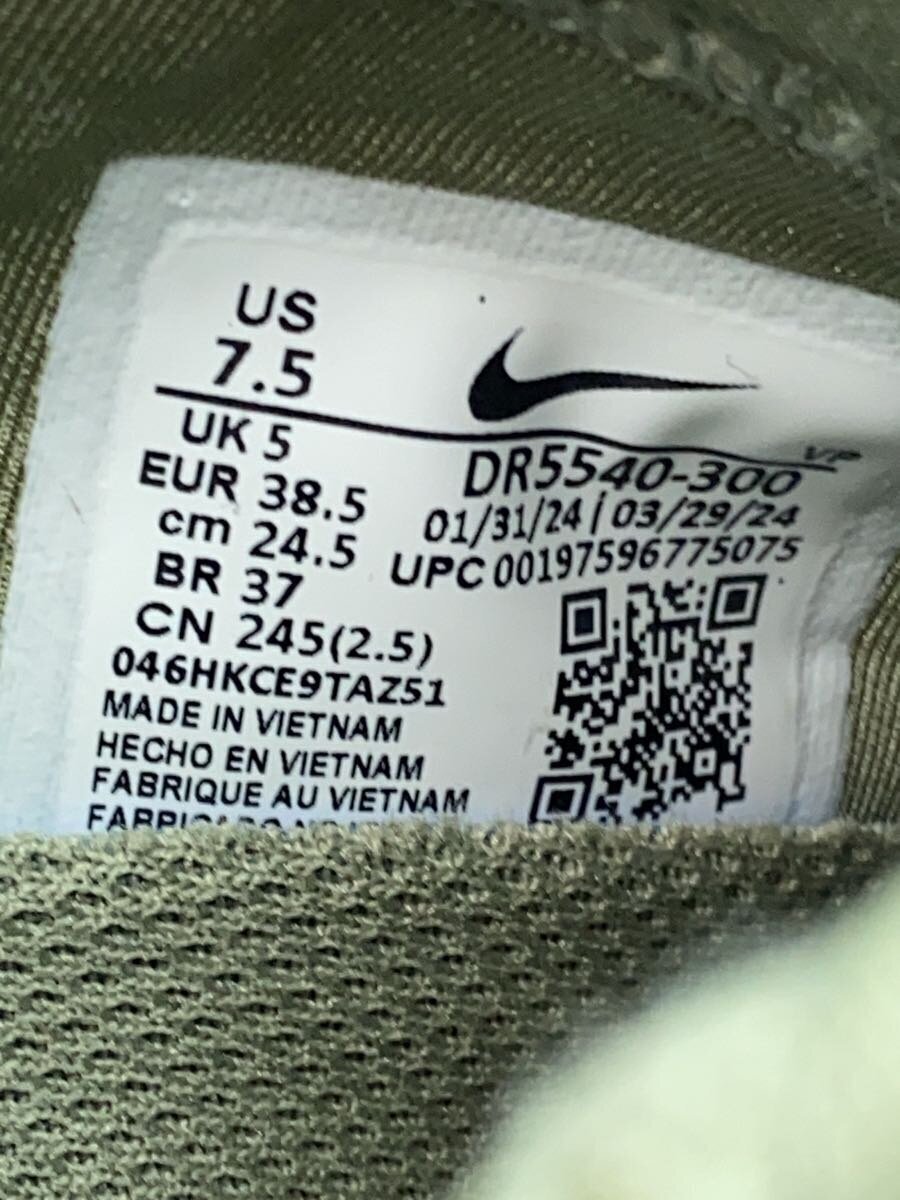 US
7.5
UK 5
EUR 38.5
cm 24.5
BR 37
CN 245(2.5)
VP
DR5540-300
01/31/24 | 03/29/24
UPC 00197596775075
046HKCE9TAZ51
MADE IN VIETNAM
HECHO EN VIETNAM
FABRIQUE AU VIETNAM